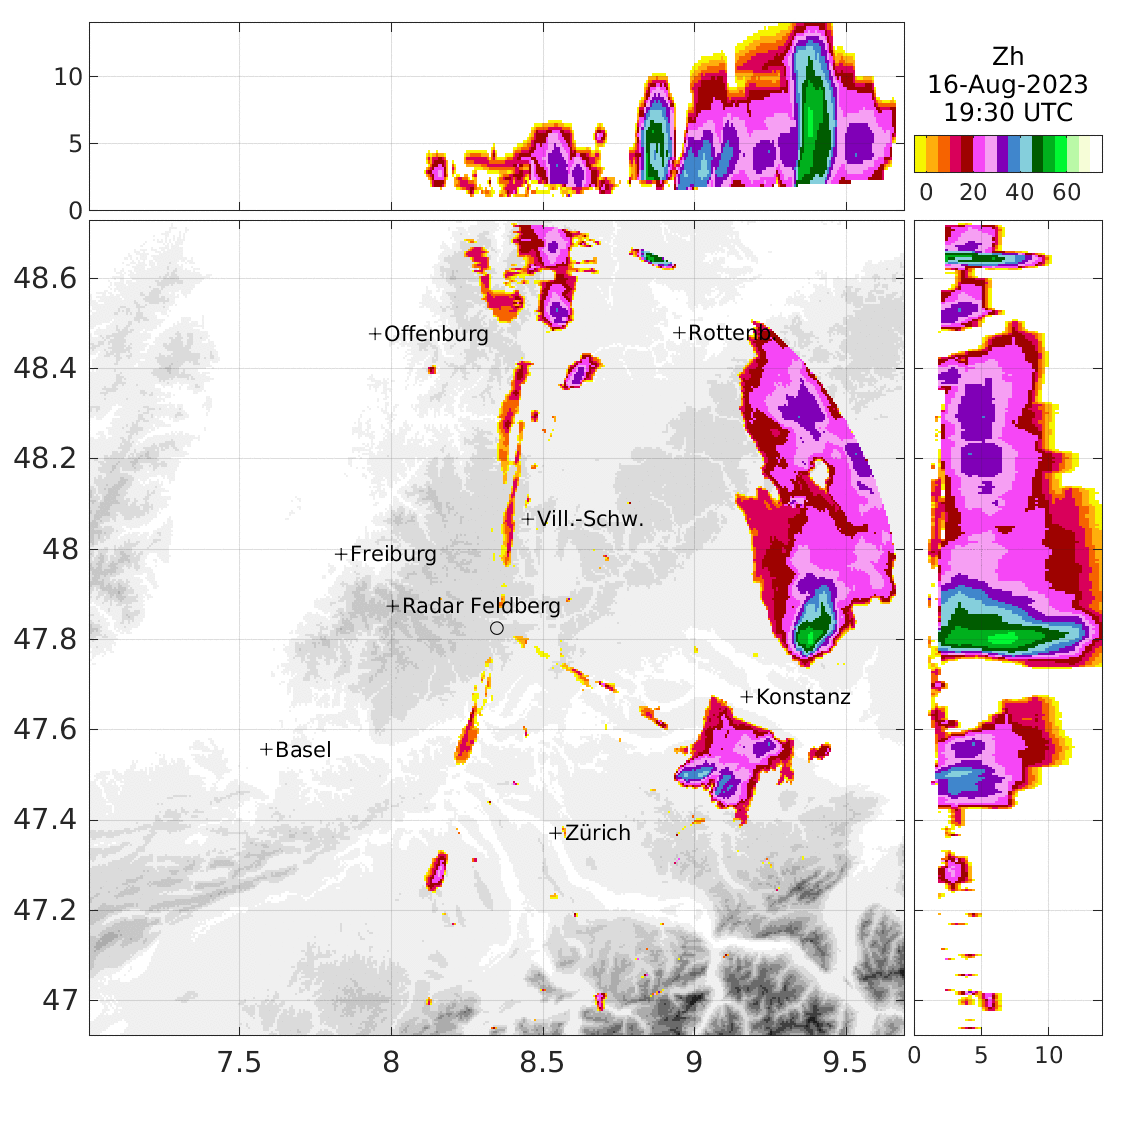 Zh
16-Aug-2023
19:30 UTC
0 20 40 60
10
5
0
48.6
48.4
48.2
48
47.8
47.6
47.4
47.2
47
+Offenburg
+Rottenb
+Vill.-Schw.
+Freiburg
+Radar Feldberg
+Konstanz
+Basel
+Zürich
7.5 8 8.5 9 9.5
0 5 10